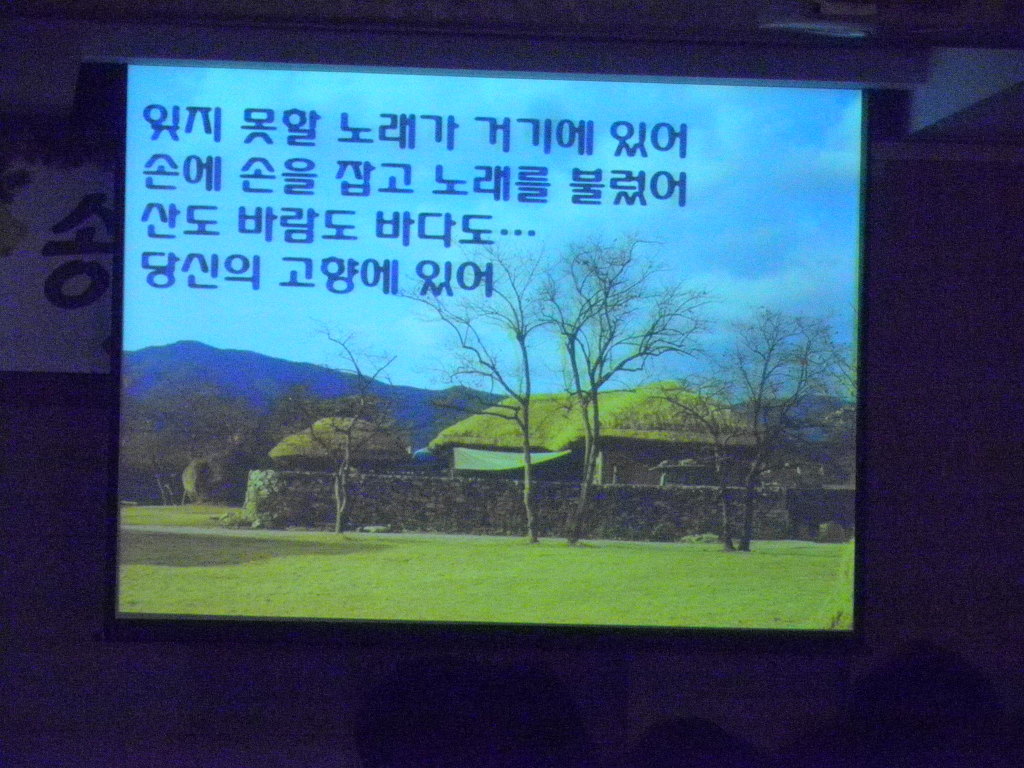 잊지 못할 노래가 거기에 있어
손에 손을 잡고 노래를 불렀어
산도 바람도 바다도...
당신의 고향에 있어